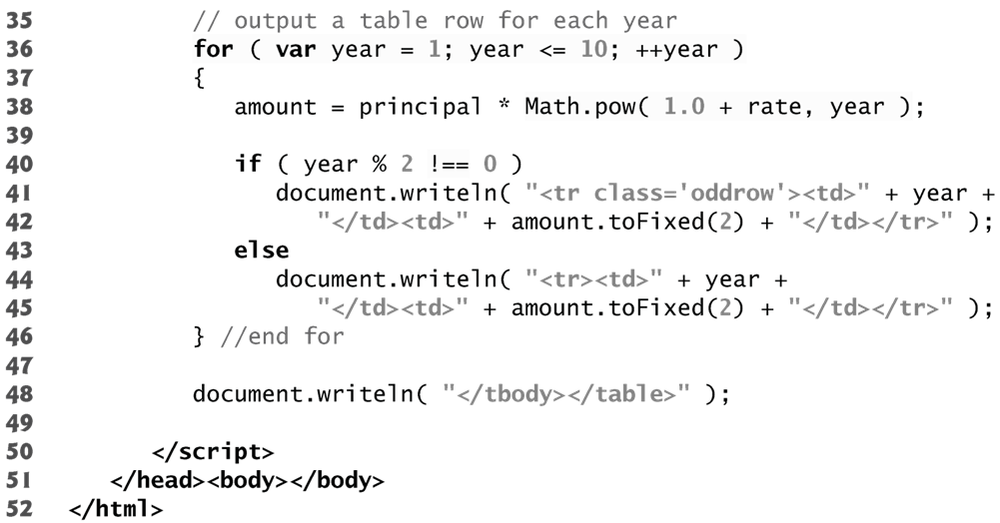 35 // output a table row for each year
36 for ( var year = 1; year <= 10; ++year )
37 {
38 amount = principal * Math.pow( 1.0 + rate, year );
39
40 if ( year % 2 !== 0 )
41 document.writeln( "<tr class='oddrow'><td>" + year +
42 "</td><td>" + amount.toFixed(2) + "</td></tr>" );
43 else
44 document.writeln( "<tr><td>" + year +
45 "</td><td>" + amount.toFixed(2) + "</td></tr>" );
46 } //end for
47
48 document.writeln( "</tbody></table>" );
49
50 </script>
51 </head><body></body>
52 </html>